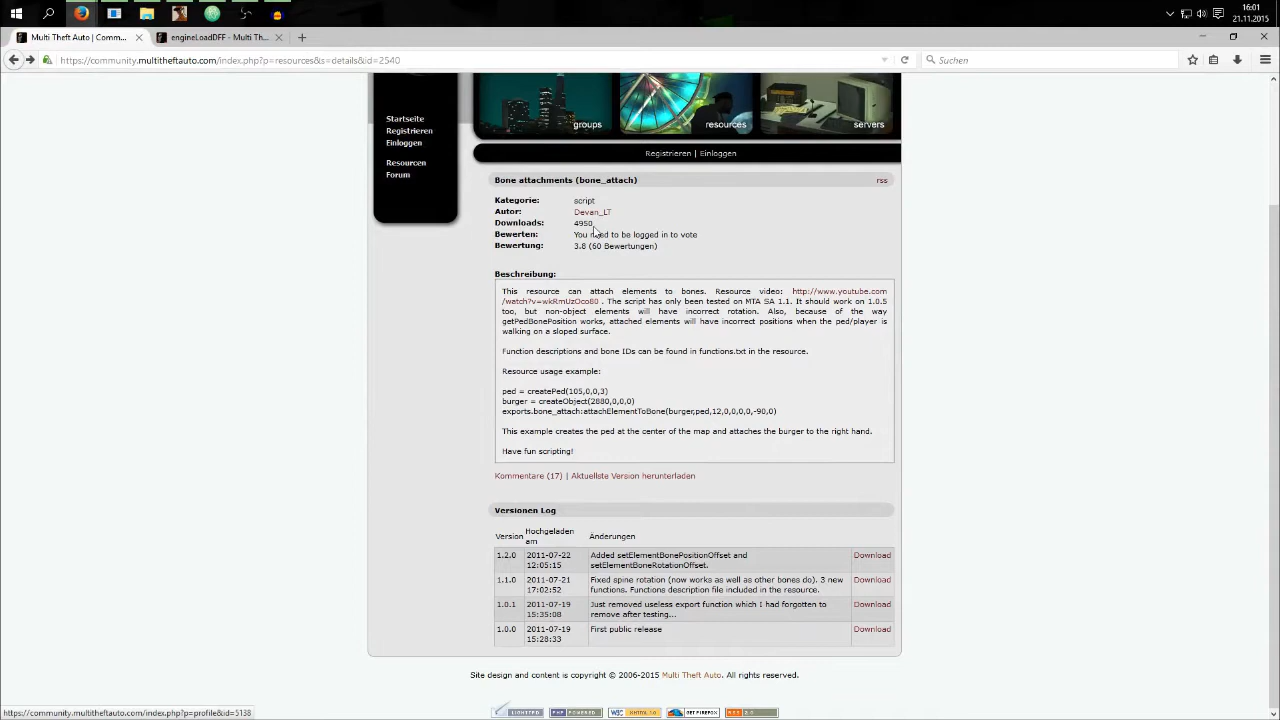 16:01
21.11.2015
Multi Theft Auto | Comm...
engineLoadDFF - Multi Th...
https://community.multitheftauto.com/index.php?p=resources&s=details&id=2540
Suchen
groups
resources
servers
Startseite
Registrieren
Einloggen
Resourcen
Forum
Registrieren | Einloggen
Bone attachments (bone_attach)
rss
Kategorie: script
Autor: Devan_LT
Downloads: 4950
Bewerten: You need to be logged in to vote
Bewertung: 3.8 (60 Bewertungen)
Beschreibung:
This resource can attach elements to bones. Resource video: http://www.youtube.com
/watch?v=wkRmUzOco80 . The script has only been tested on MTA SA 1.1. It should work on 1.0.5
too, but non-object elements will have incorrect rotation. Also, because of the way
getPedBonePosition works, attached elements will have incorrect positions when the ped/player is
walking on a sloped surface.
Function descriptions and bone IDs can be found in functions.txt in the resource.
Resource usage example:
ped = createPed(105,0,0,3)
burger = createObject(2880,0,0,0)
exports.bone_attach:attachElementToBone(burger,ped,12,0,0,0,0,-90,0)
This example creates the ped at the center of the map and attaches the burger to the right hand.
Have fun scripting!
Kommentare (17) | Aktuellste Version herunterladen
Versionen Log
Version Hochgeladen am Änderungen
1.2.0 2011-07-22 12:05:15 Added setElementBonePositionOffset and setElementBoneRotationOffset. Download
1.1.0 2011-07-21 17:02:52 Fixed spine rotation (now works as well as other bones do). 3 new functions. Functions description file included in the resource. Download
1.0.1 2011-07-19 15:35:08 Just removed useless export function which I had forgotten to remove after testing... Download
1.0.0 2011-07-19 15:28:33 First public release Download
Site design and content is copyright © 2006-2015 Multi Theft Auto. All rights reserved.
https://community.multitheftauto.com/index.php?p=profile&id=5138
LIGHTTPD
PHP POWERED
W3C XHTML 1.0
GET FIREFOX
RSS 2.0